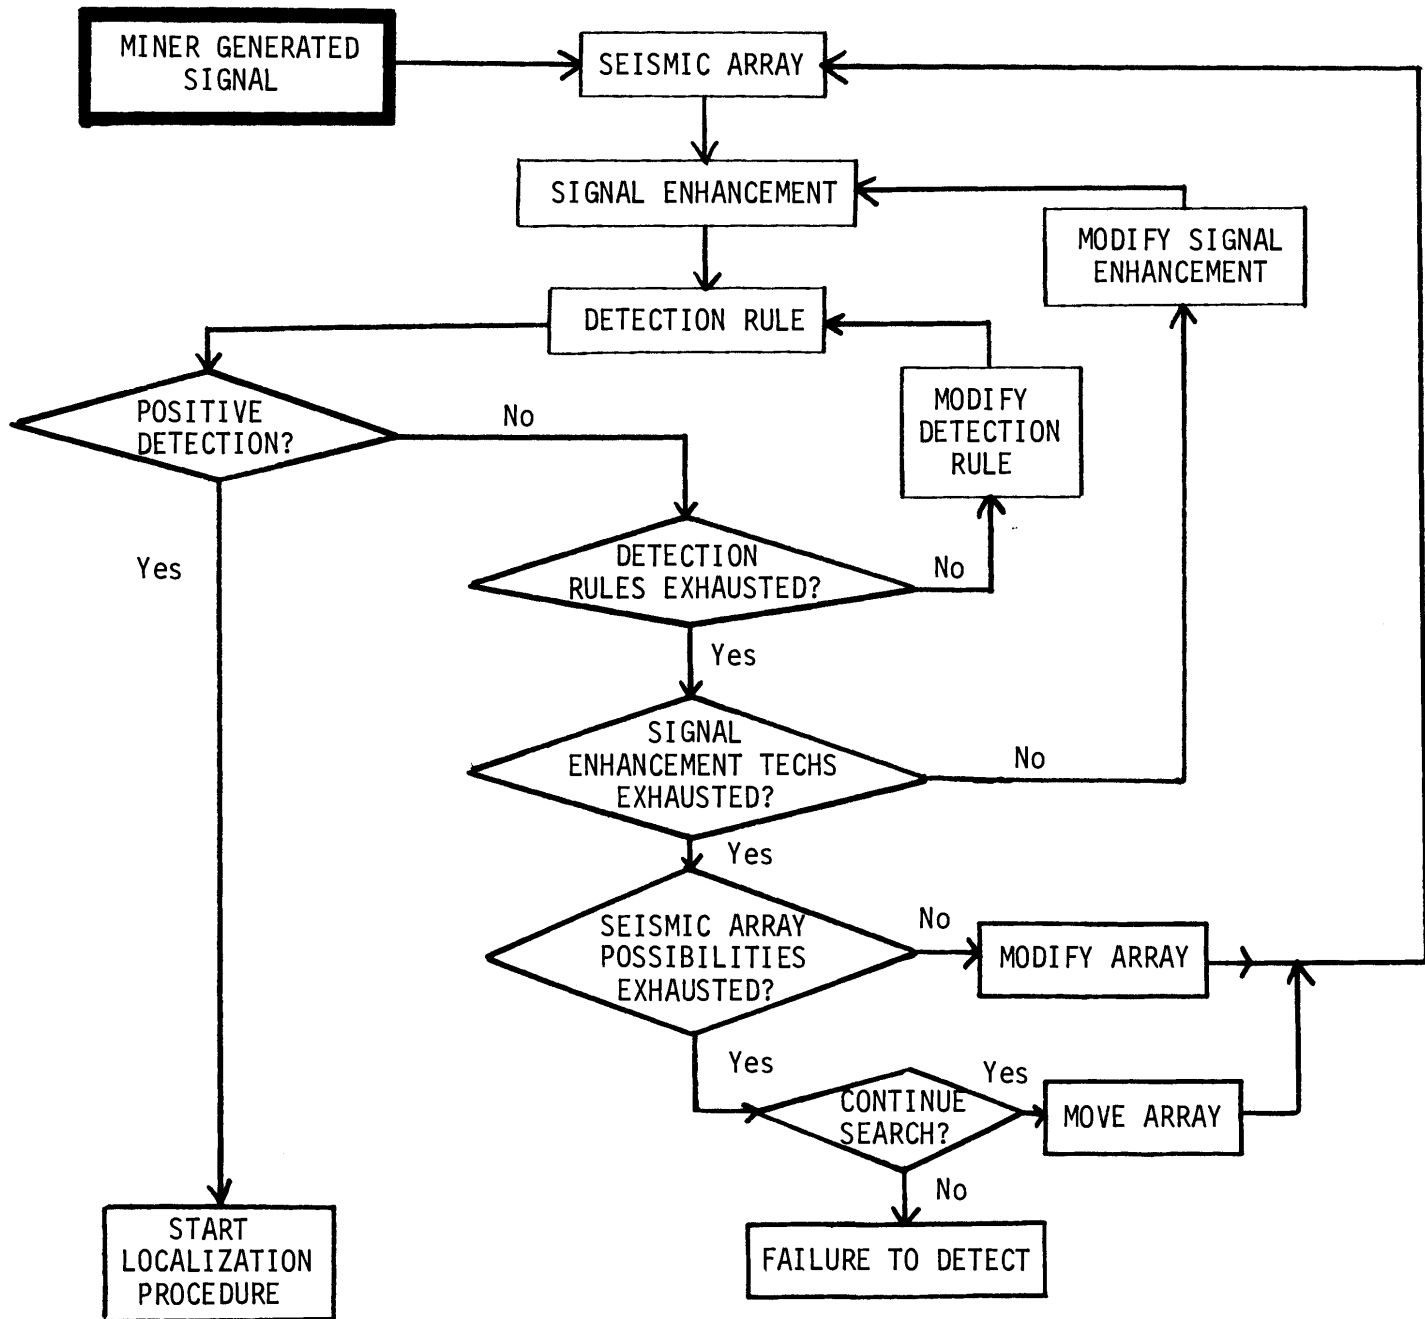 MINER GENERATED
SIGNAL
SEISMIC ARRAY
SIGNAL ENHANCEMENT
MODIFY SIGNAL
ENHANCEMENT
DETECTION RULE
MODIFY
DETECTION
RULE
POSITIVE
DETECTION?
No
Yes
DETECTION
RULES EXHAUSTED?
No
Yes
SIGNAL
ENHANCEMENT TECHS
EXHAUSTED?
No
Yes
SEISMIC ARRAY
POSSIBILITIES
EXHAUSTED?
No
MODIFY ARRAY
Yes
CONTINUE
SEARCH?
Yes
MOVE ARRAY
No
FAILURE TO DETECT
START
LOCALIZATION
PROCEDURE